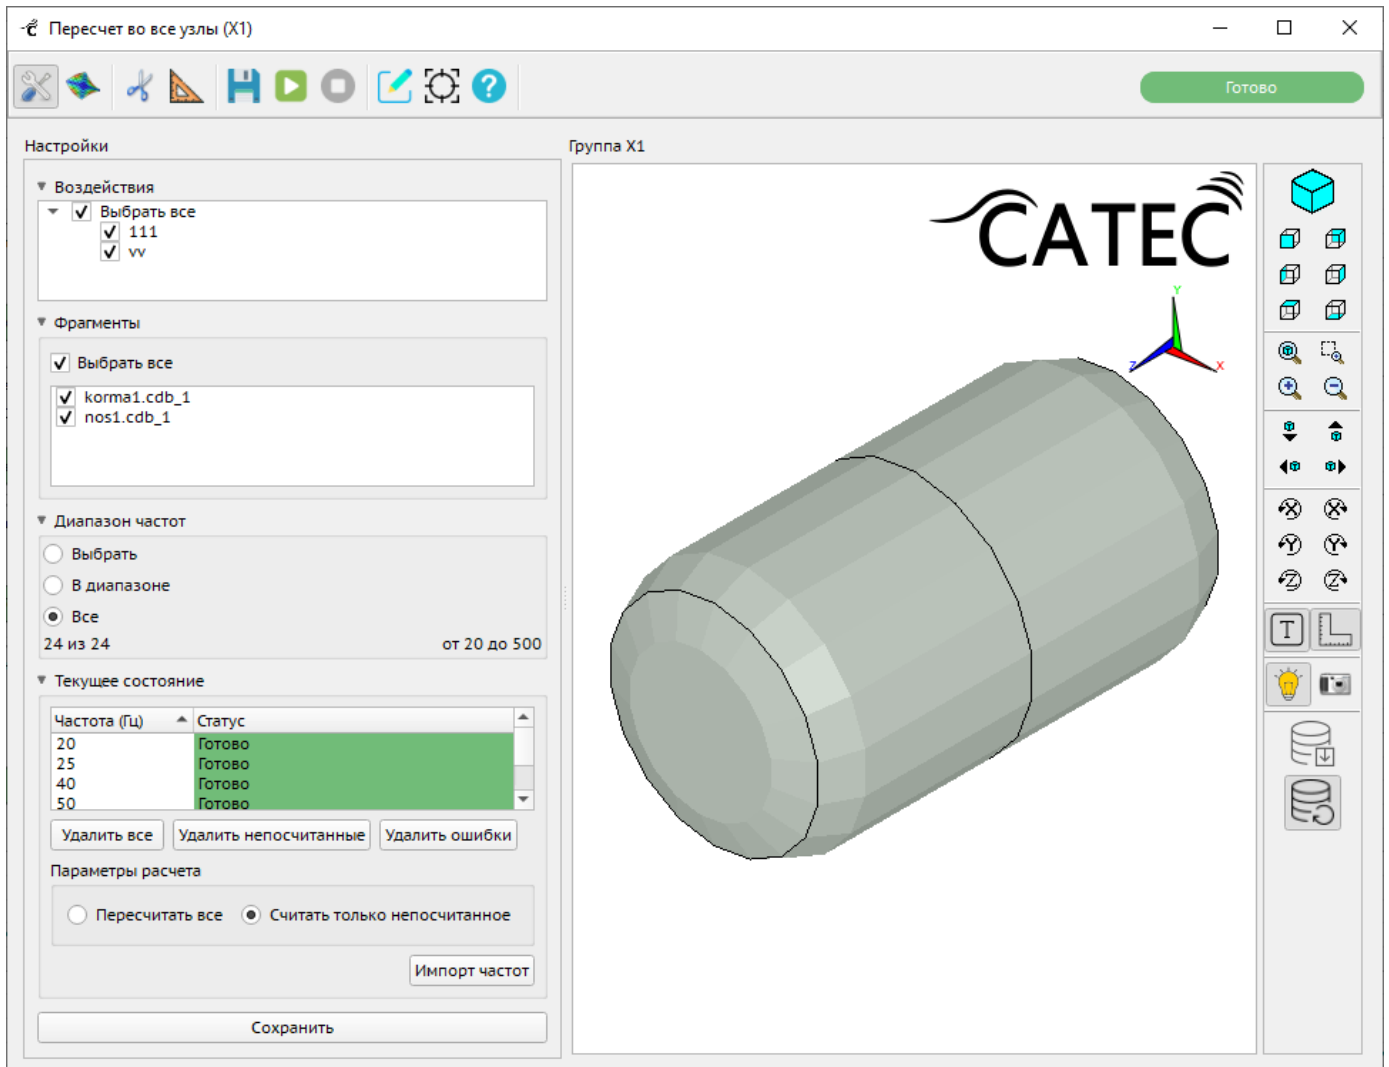 Пересчет во все узлы (X1)
Готово
Настройки
Воздействия
Выбрать все
111
vv
Фрагменты
Выбрать все
korma1.cdb_1
nos1.cdb_1
Диапазон частот
Выбрать
В диапазоне
Все
24 из 24 от 20 до 500
Текущее состояние
Частота (Гц) Статус
20 Готово
25 Готово
40 Готово
50 Готово
Удалить все Удалить непосчитанные Удалить ошибки
Параметры расчета
Пересчитать все Считать только непосчитанное
Импорт частот
Сохранить
Группа X1
CATEC
Y
Z X
X X
Y Y
Z Z
T